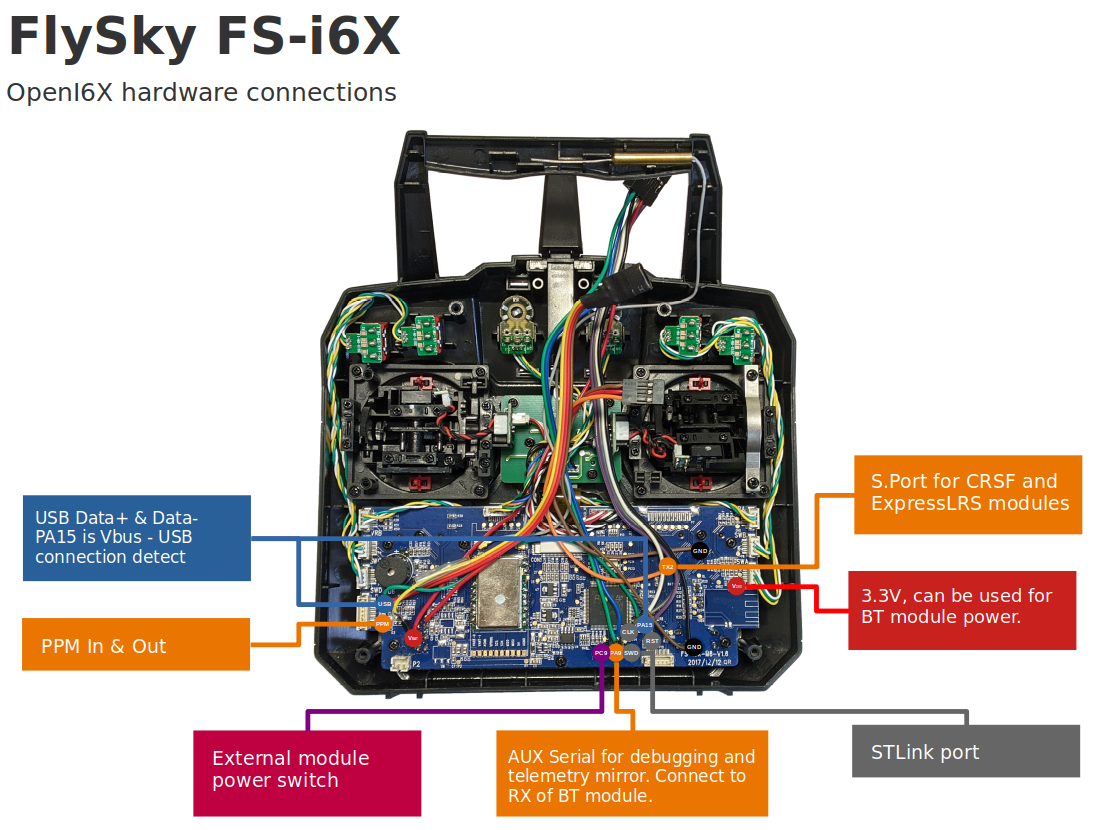 FlySky FS-i6X
OpenI6X hardware connections
S.Port for CRSF and
ExpressLRS modules
USB Data+ & Data-
PA15 is Vbus - USB
connection detect
GND
TX2
3.3V, can be used for
BT module power.
USB
PPM
PPM In & Out
PA15
CLK
RST
GND
PC9
PA9
SWD
P2
2017/12/12
External module
power switch
AUX Serial for debugging and
telemetry mirror. Connect to
RX of BT module.
STLink port